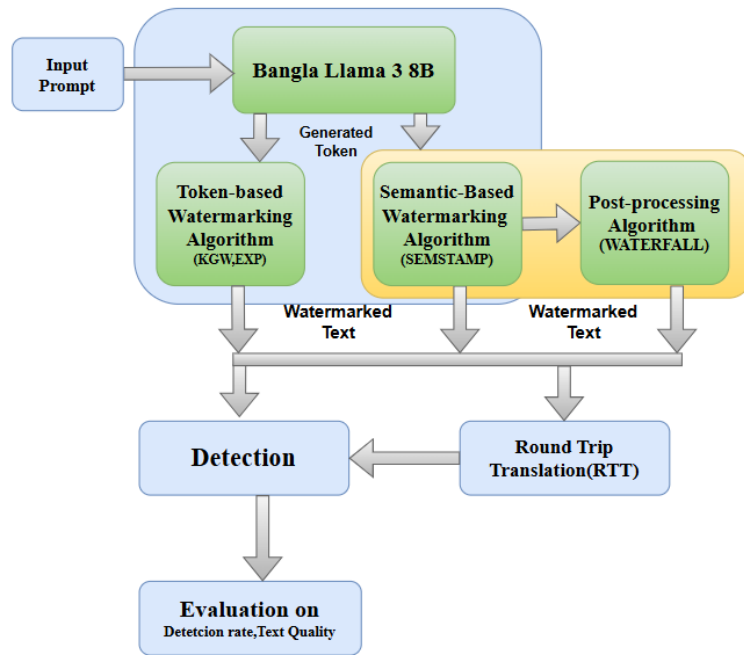 Input
Prompt
Bangla Llama 3 8B
Generated
Token
Token-based
Watermarking
Algorithm
(KGW,EXP)
Semantic-Based
Watermarking
Algorithm
(SEMSTAMP)
Post-processing
Algorithm
(WATERFALL)
Watermarked
Text
Watermarked
Text
Detection
Round Trip
Translation(RTT)
Evaluation on
Detetcion rate,Text Quality